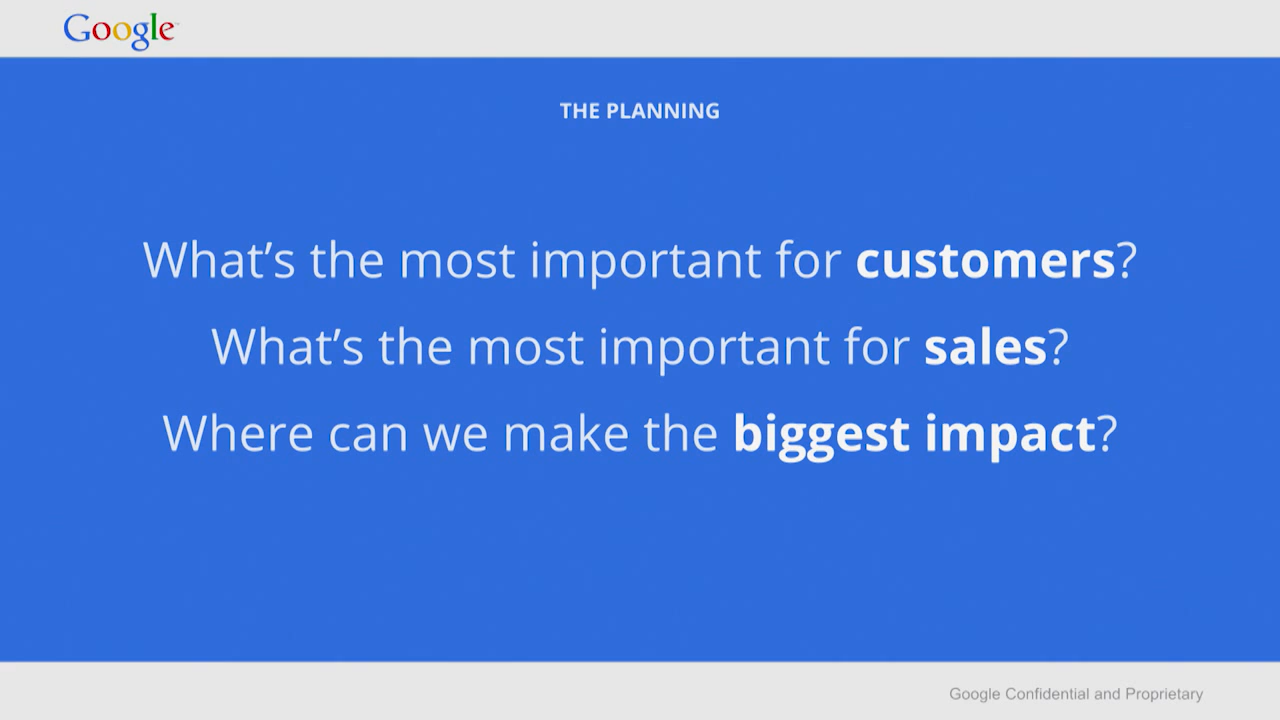 Google
THE PLANNING
What’s the most important for customers?
What’s the most important for sales?
Where can we make the biggest impact?
Google Confidential and Proprietary